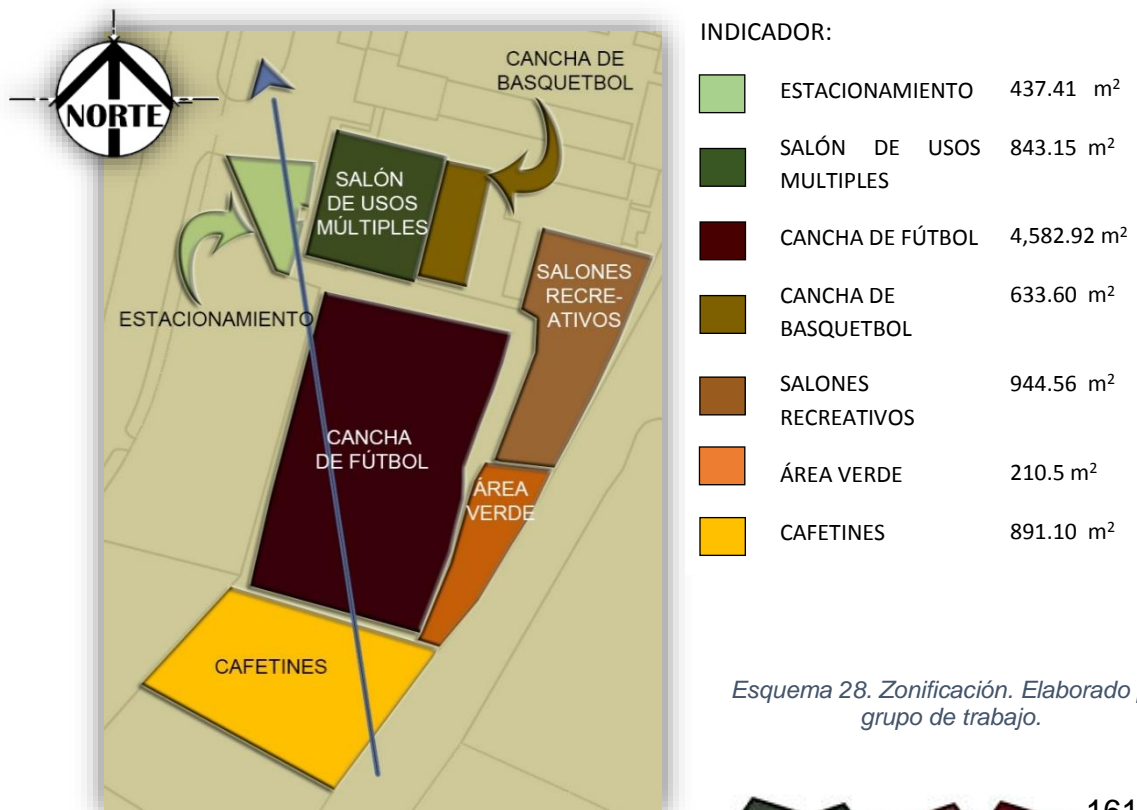 NORTE
CANCHA DE
BASQUETBOL
SALÓN
DE USOS
MÚLTIPLES
SALONES
RECRE-
ATIVOS
ESTACIONAMIENTO
CANCHA
DE FÚTBOL
ÁREA
VERDE
CAFETINES
INDICADOR:
ESTACIONAMIENTO 437.41 m²
SALÓN DE USOS 843.15 m²
MULTIPLES
CANCHA DE FÚTBOL 4,582.92 m²
CANCHA DE 633.60 m²
BASQUETBOL
SALONES 944.56 m²
RECREATIVOS
ÁREA VERDE 210.5 m²
CAFETINES 891.10 m²
Esquema 28. Zonificación. Elaborado
grupo de trabajo.
161